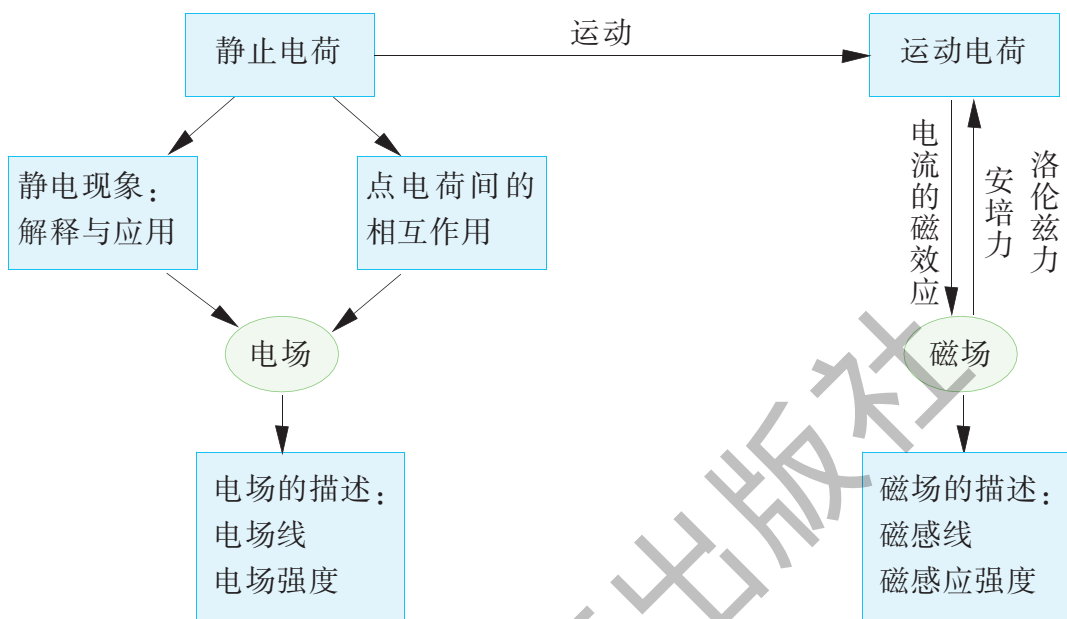 静止电荷
运动
运动电荷
静电现象：
解释与应用
点电荷间的
相互作用
电流的磁效应
安培力
洛伦兹力
电场
磁场
电场的描述：
电场线
电场强度
磁场的描述：
磁感线
磁感应强度
出版社